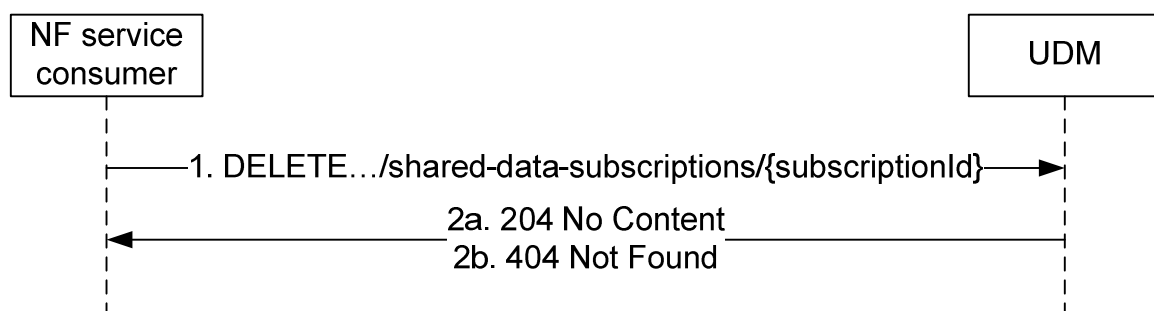 NF service
consumer
UDM
1. DELETE…/shared-data-subscriptions/{subscriptionId}
2a. 204 No Content
2b. 404 Not Found